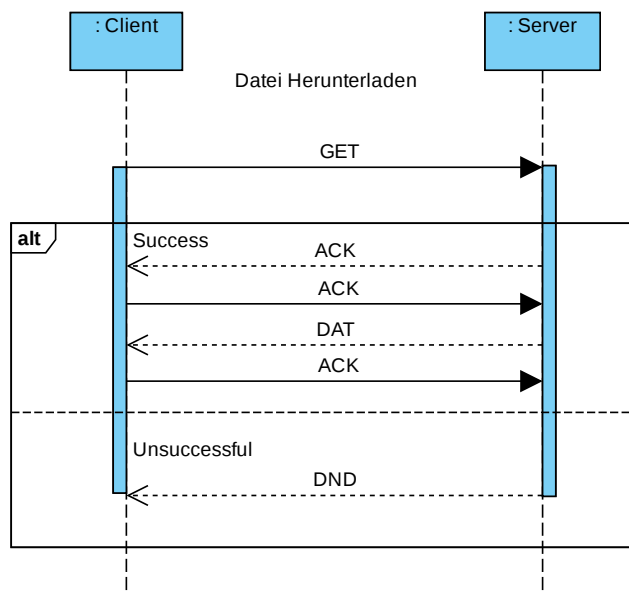 : Client
: Server
Datei Herunterladen
GET
alt
Success
ACK
ACK
DAT
ACK
Unsuccessful
DND